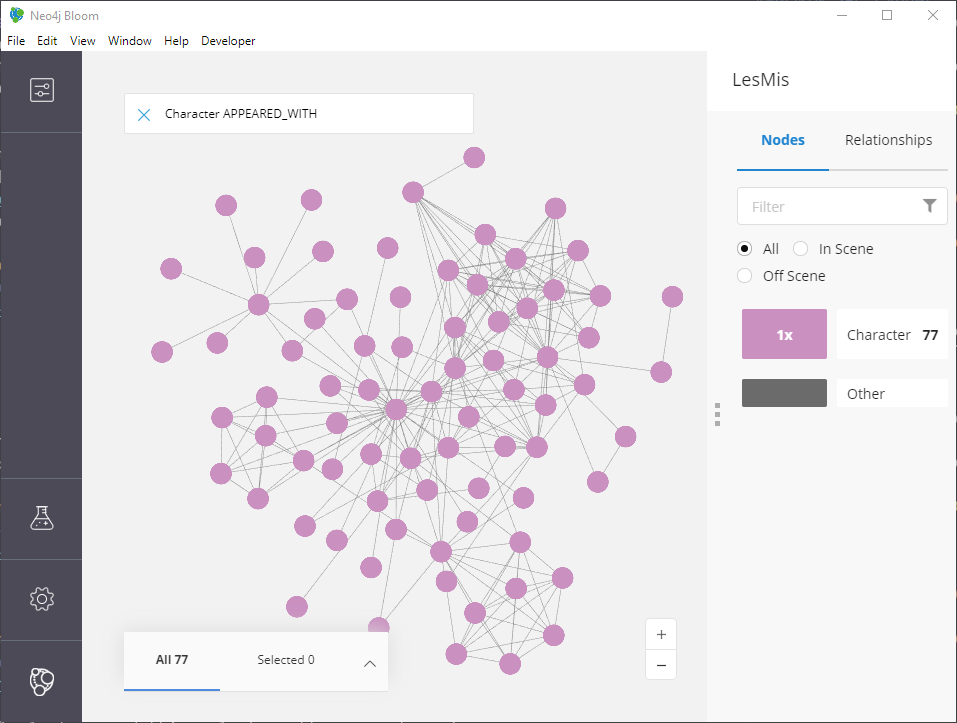 Neo4j Bloom
File Edit View Window Help Developer
Character APPEARED_WITH
LesMis
Nodes Relationships
Filter
All In Scene
Off Scene
1x Character 77
Other
All 77 Selected 0
+
−